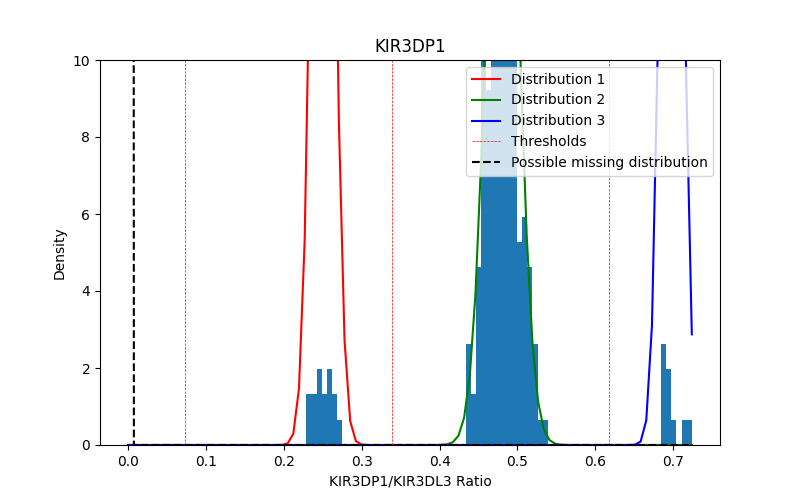 KIR3DP1
Density
10
8
6
4
2
0
0.0 0.1 0.2 0.3 0.4 0.5 0.6 0.7
KIR3DP1/KIR3DL3 Ratio
Distribution 1
Distribution 2
Distribution 3
Thresholds
Possible missing distribution